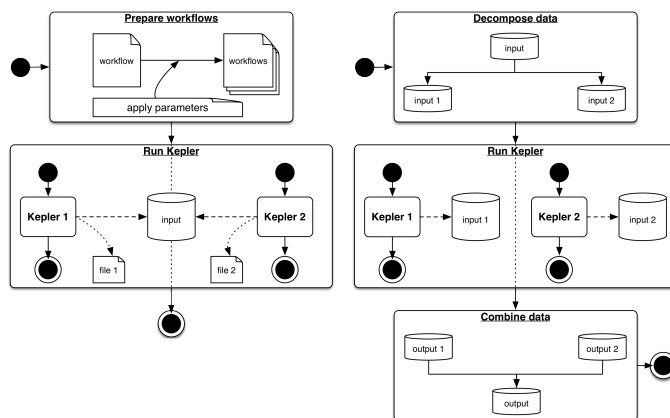 Prepare workflows
workflow
workflows
apply parameters
Run Kepler
Kepler 1
input
Kepler 2
file 1
file 2
Decompose data
input
input 1
input 2
Run Kepler
Kepler 1
input 1
Kepler 2
input 2
Combine data
output 1
output 2
output